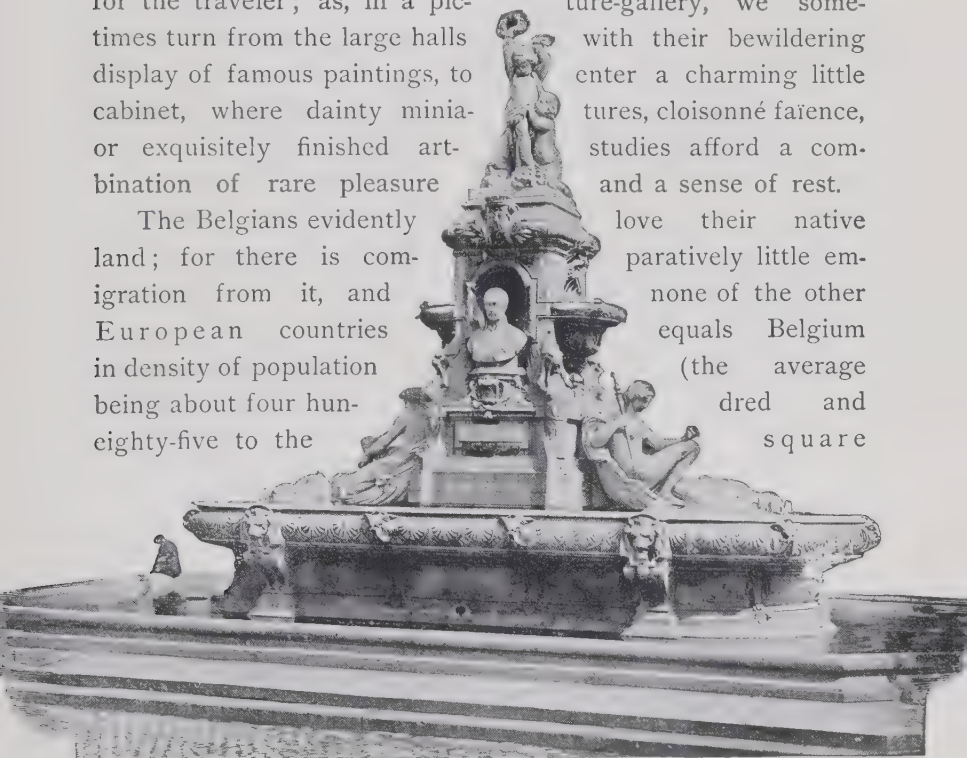 for the traveler; as, in a pic- ture-gallery, we some-
times turn from the large halls with their bewildering
display of famous paintings, to enter a charming little
cabinet, where dainty minia- tures, cloisonné faïence,
or exquisitely finished art- studies afford a com-
bination of rare pleasure and a sense of rest.
The Belgians evidently love their native
land; for there is com- paratively little em-
igration from it, and none of the other
European countries equals Belgium
in density of population (the average
being about four hun- dred and
eighty-five to the square